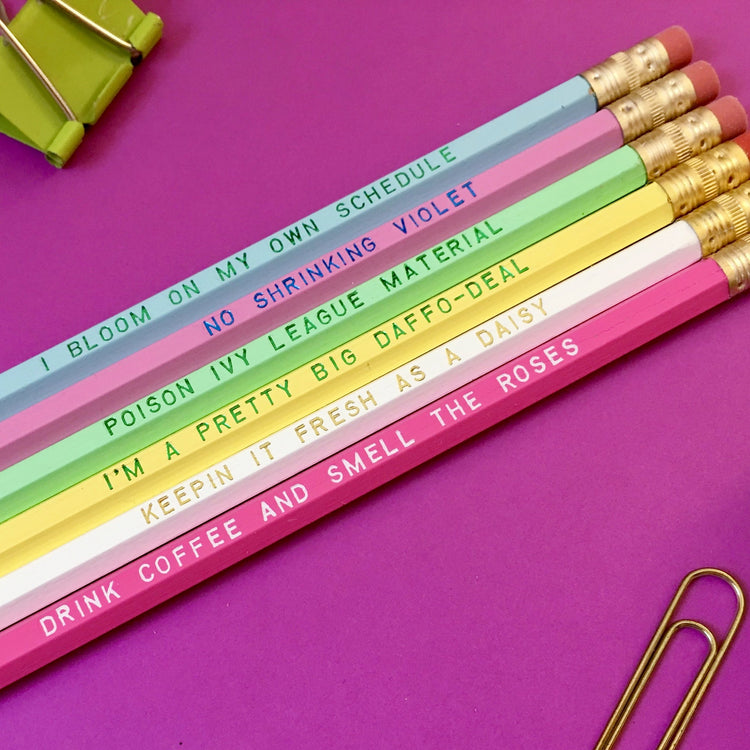 I BLOOM ON MY OWN SCHEDULE
NO SHRINKING VIOLET
POISON IVY LEAGUE MATERIAL
I'M A PRETTY BIG DAFFO-DEAL
KEEPIN IT FRESH AS A DAISY
DRINK COFFEE AND SMELL THE ROSES